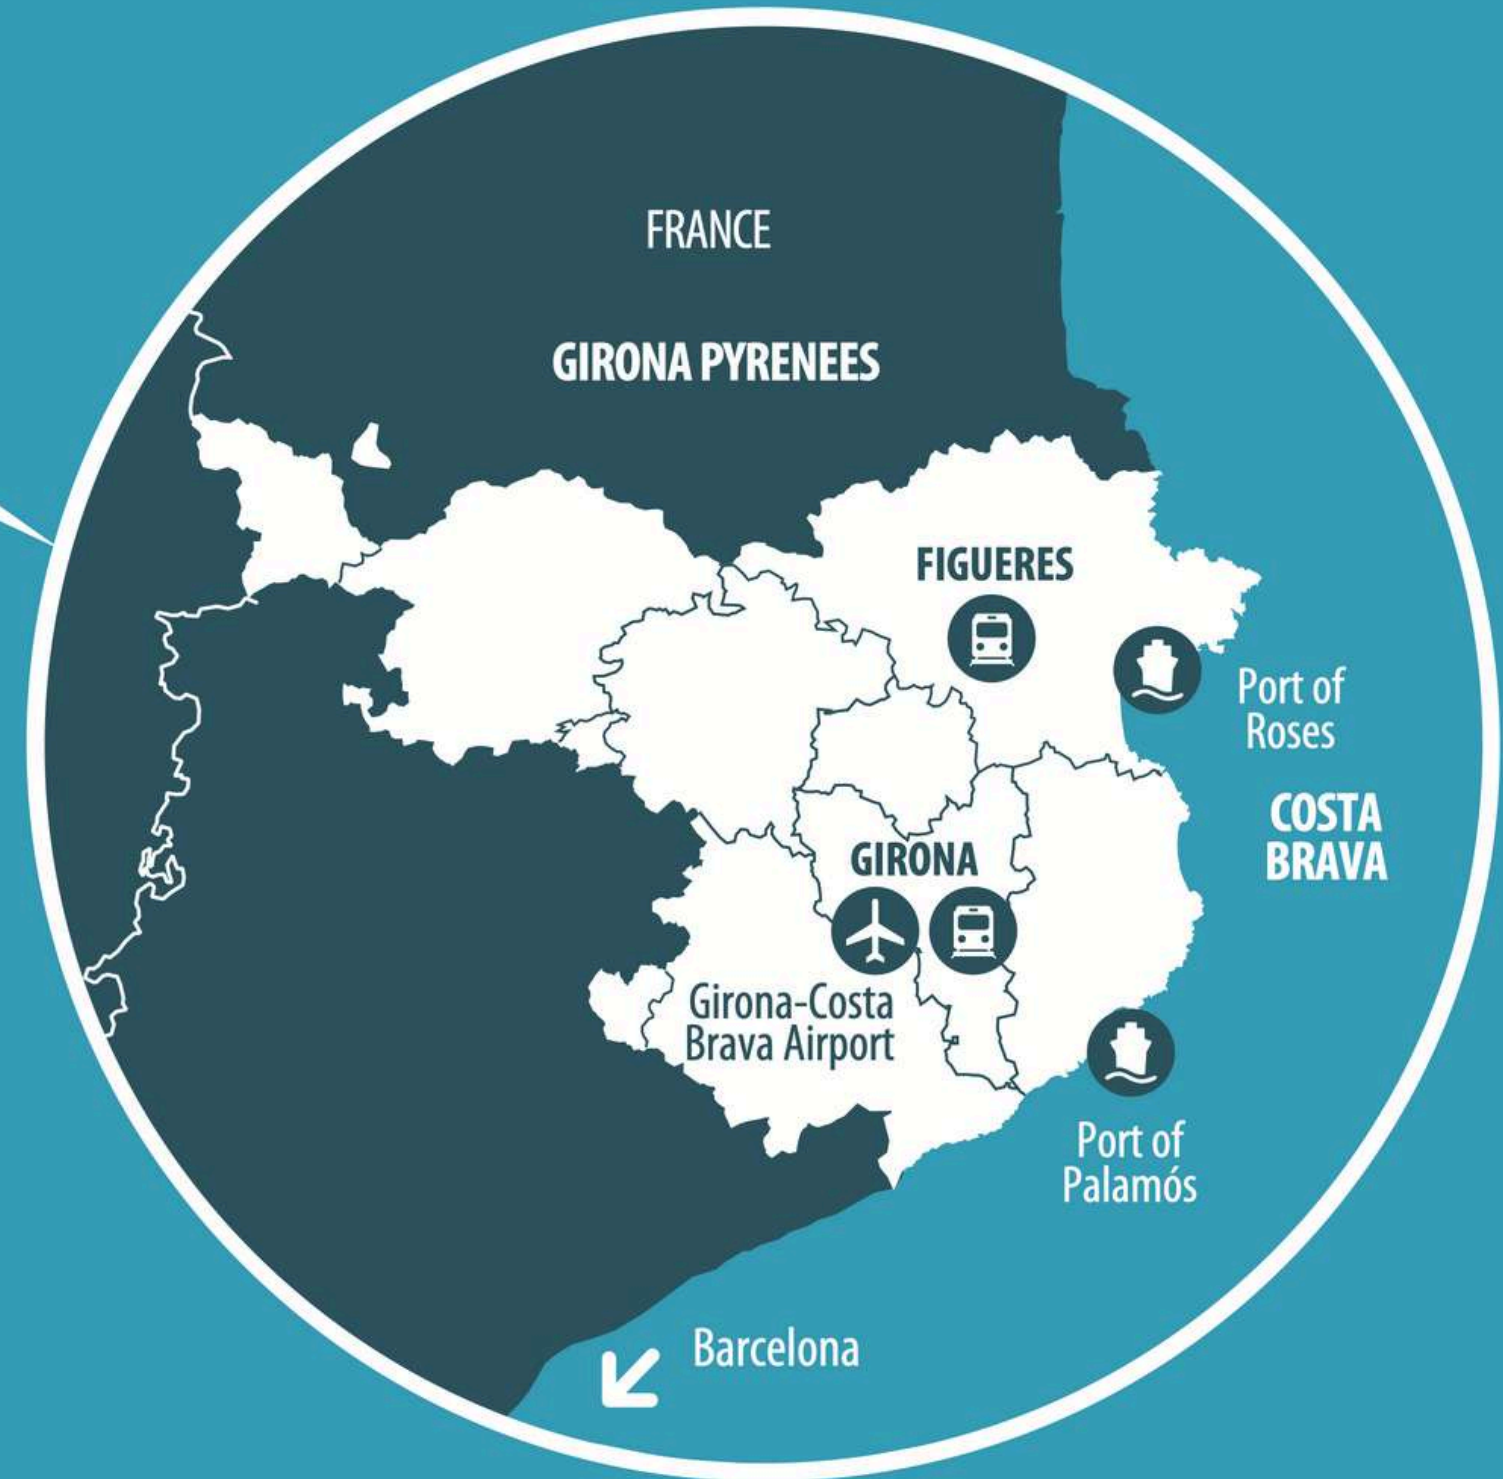 FRANCE
GIRONA PYRENEES
FIGUERES
Port of
Roses
COSTA
BRAVA
GIRONA
Girona-Costa
Brava Airport
Port of
Palamós
Barcelona